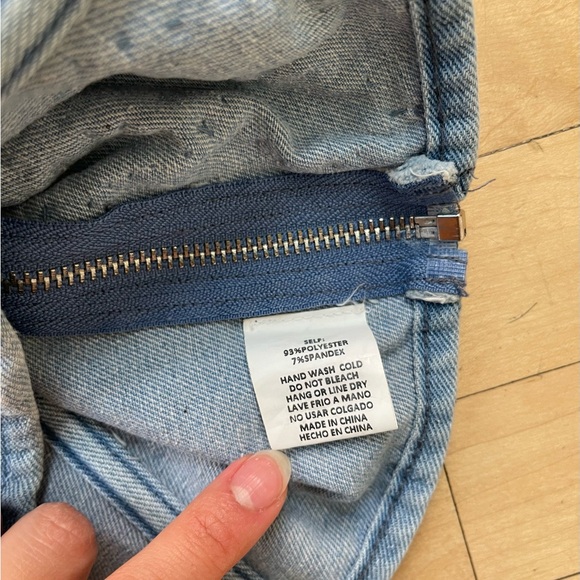 SELF:
93%POLYESTER
7%SPANDEX
HAND WASH COLD
DO NOT BLEACH
HANG OR LINE DRY
LAVE FRIO A MANO
NO USAR COLGADO
MADE IN CHINA
HECHO EN CHINA